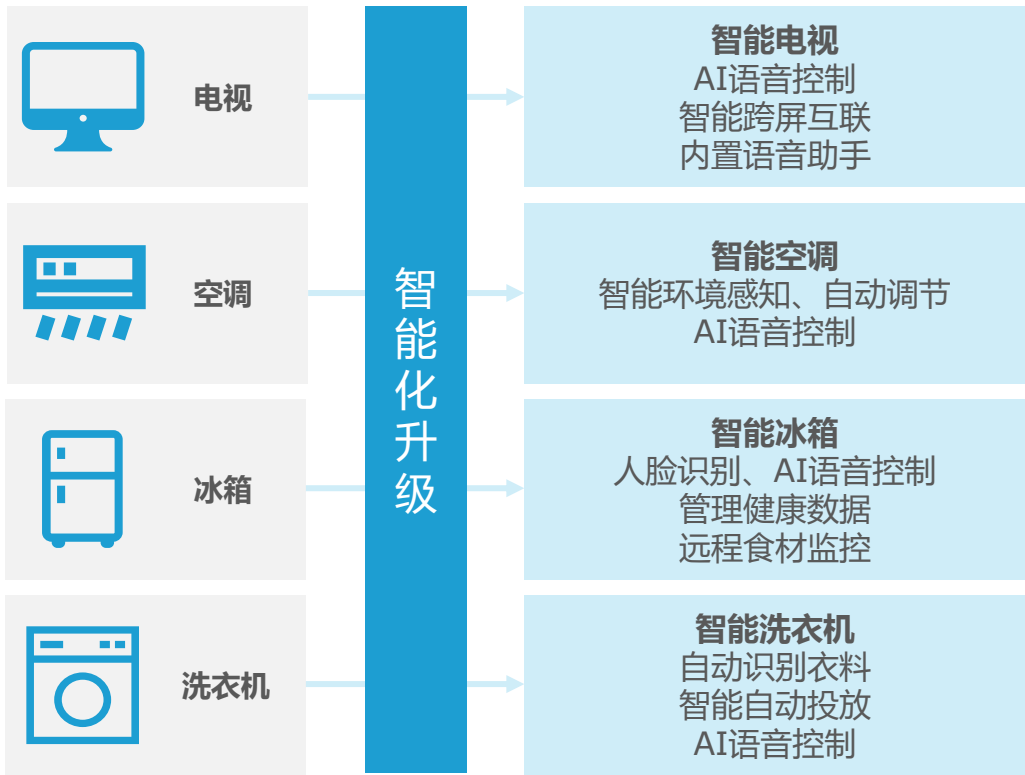 电视
智能化升级
智能电视
AI语音控制
智能跨屏互联
内置语音助手
空调
智能空调
智能环境感知、自动调节
AI语音控制
冰箱
智能冰箱
人脸识别、AI语音控制
管理健康数据
远程食材监控
洗衣机
智能洗衣机
自动识别衣料
智能自动投放
AI语音控制